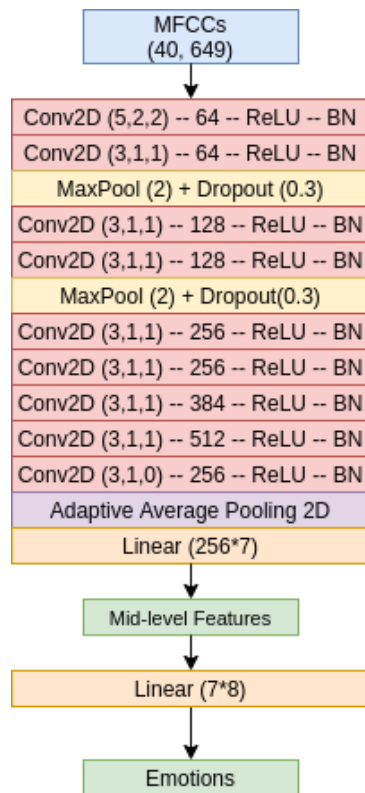 MFCCs
(40, 649)
Conv2D (5,2,2) -- 64 -- ReLU -- BN
Conv2D (3,1,1) -- 64 -- ReLU -- BN
MaxPool (2) + Dropout (0.3)
Conv2D (3,1,1) -- 128 -- ReLU -- BN
Conv2D (3,1,1) -- 128 -- ReLU -- BN
MaxPool (2) + Dropout(0.3)
Conv2D (3,1,1) -- 256 -- ReLU -- BN
Conv2D (3,1,1) -- 256 -- ReLU -- BN
Conv2D (3,1,1) -- 384 -- ReLU -- BN
Conv2D (3,1,1) -- 512 -- ReLU -- BN
Conv2D (3,1,0) -- 256 -- ReLU -- BN
Adaptive Average Pooling 2D
Linear (256*7)
Mid-level Features
Linear (7*8)
Emotions